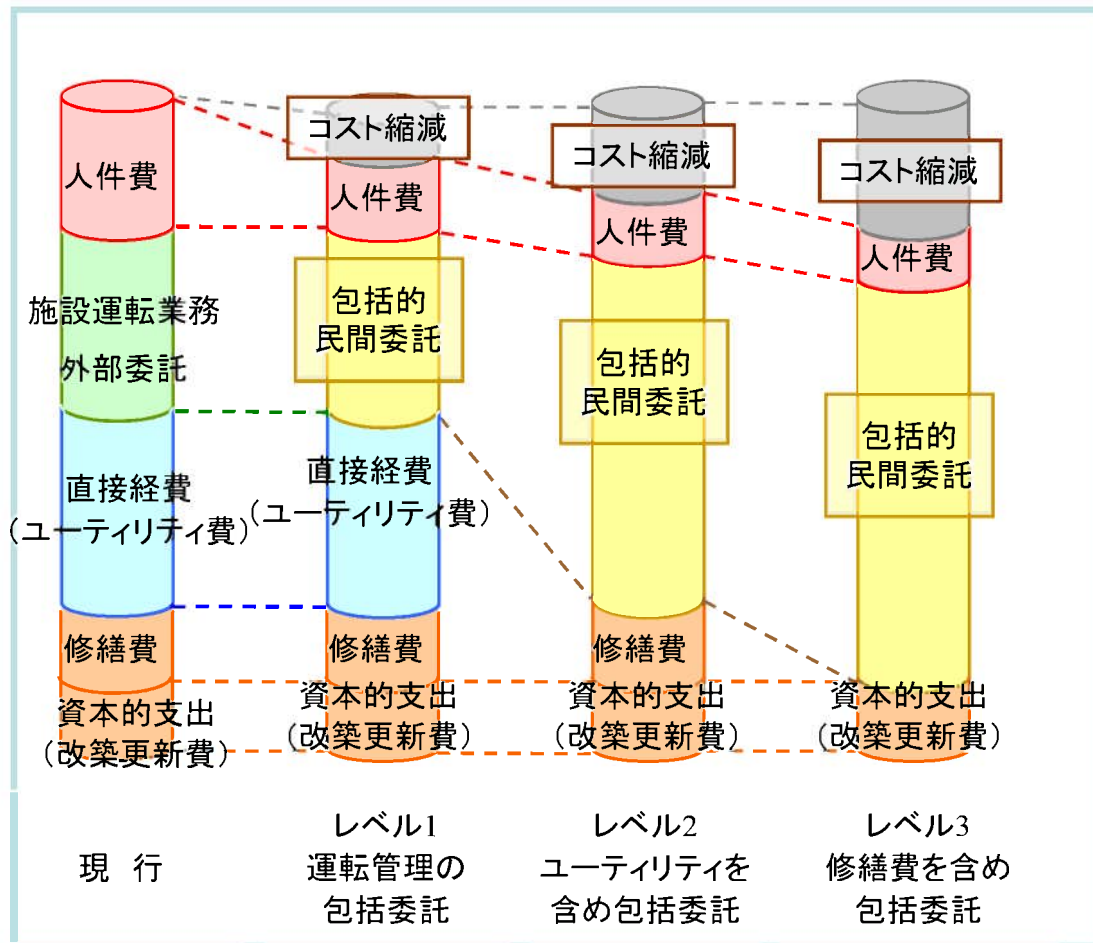 人件費
施設運転業務
外部委託
直接経費
（ユーティリティ費）
修繕費
資本的支出
（改築更新費）
コスト縮減
人件費
包括的
民間委託
直接経費
（ユーティリティ費）
修繕費
資本的支出
（改築更新費）
コスト縮減
人件費
包括的
民間委託
修繕費
資本的支出
（改築更新費）
コスト縮減
人件費
包括的
民間委託
資本的支出
（改築更新費）
現 行
レベル1
運転管理の
包括委託
レベル2
ユーティリティを
含め包括委託
レベル3
修繕費を含め
包括委託